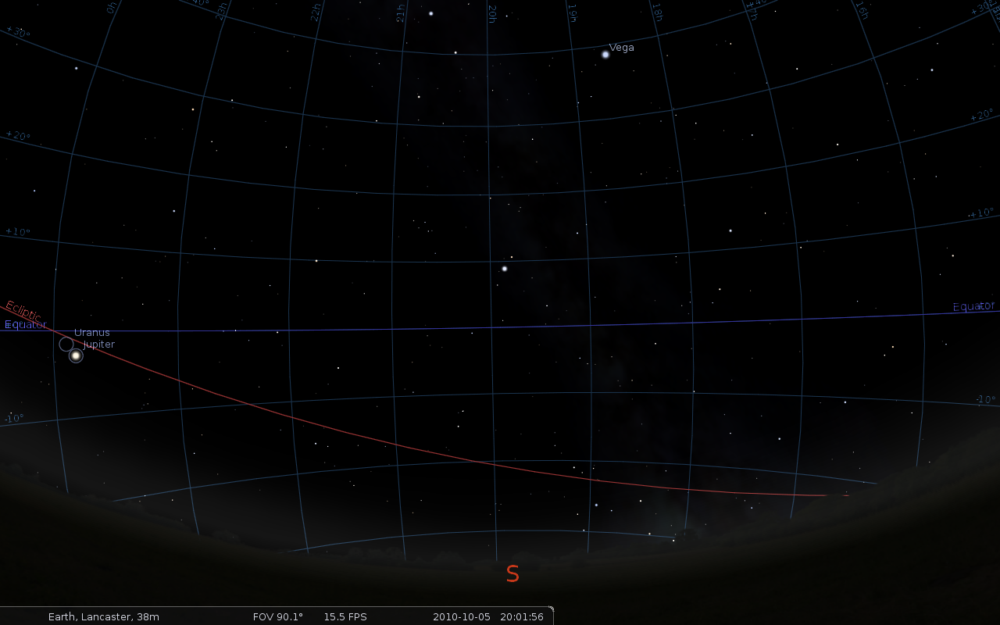 0h 23h 22h 21h 20h 19h 18h 17h 16h
+30° +30°
Vega
+20° +20°
+10° +10°
Ecliptic
Equator Equator
Uranus
Jupiter
-10° -10°
S
Earth, Lancaster, 38m FOV 90.1° 15.5 FPS 2010-10-05 20:01:56